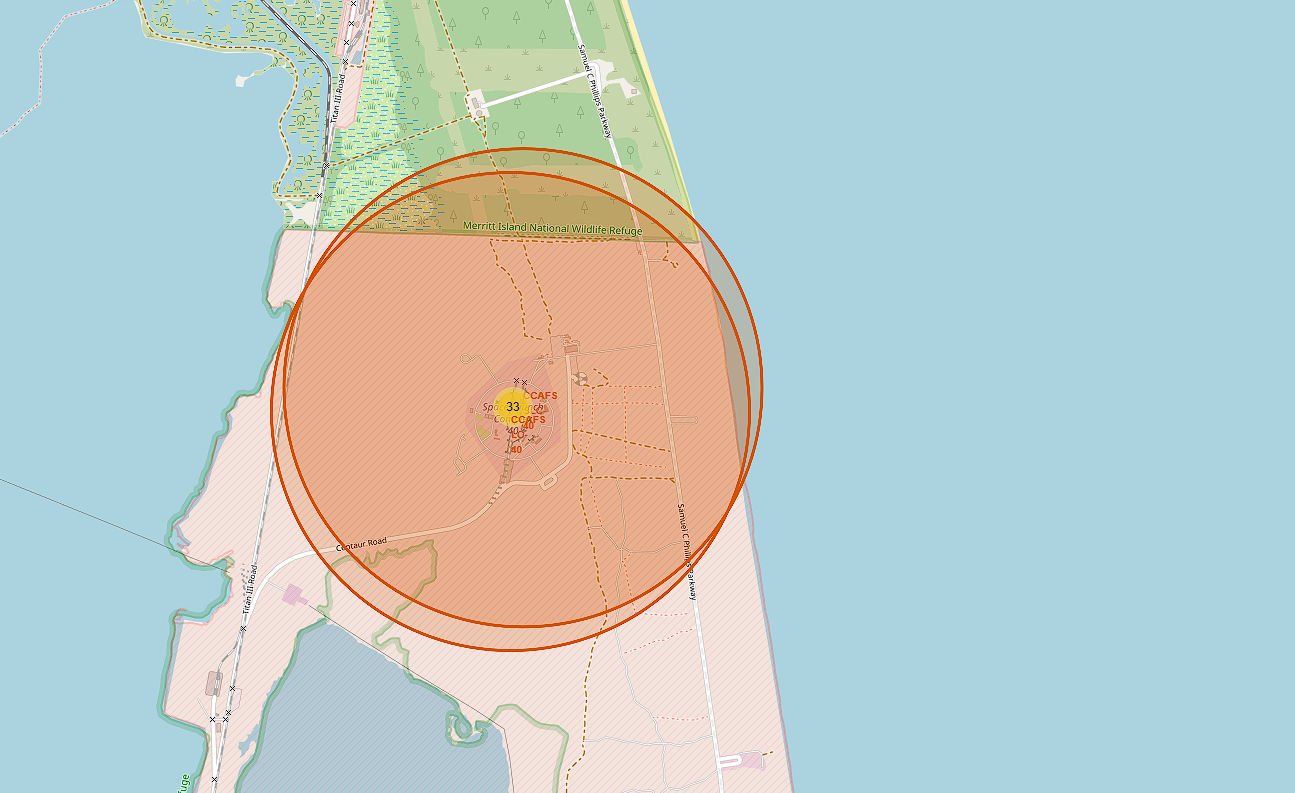 Titan III Road
Samuel C Phillips Parkway
Merritt Island National Wildlife Refuge
CCAFS
33
CCAFS
40
40
Centaur Road
Samuel C Phillips Parkway
Titan III Road